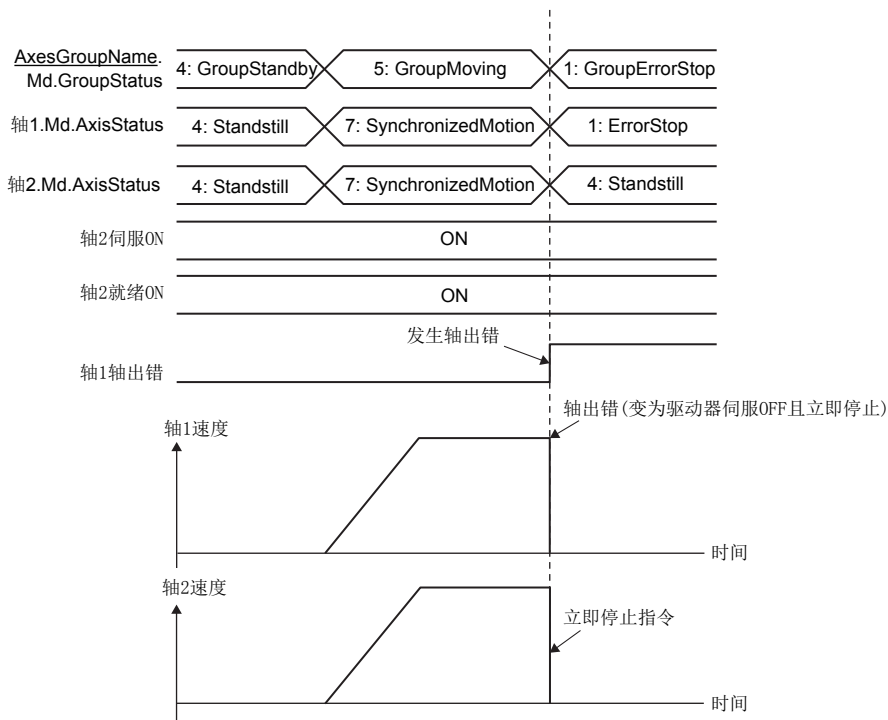 AxesGroupName.
Md.GroupStatus
4: GroupStandby
5: GroupMoving
1: GroupErrorStop
轴1.Md.AxisStatus
4: Standstill
7: SynchronizedMotion
1: ErrorStop
轴2.Md.AxisStatus
4: Standstill
7: SynchronizedMotion
4: Standstill
轴2伺服ON
ON
轴2就绪ON
ON
发生轴出错
轴1轴出错
轴出错(变为驱动器伺服OFF且立即停止)
轴1速度
时间
轴2速度
立即停止指令
时间